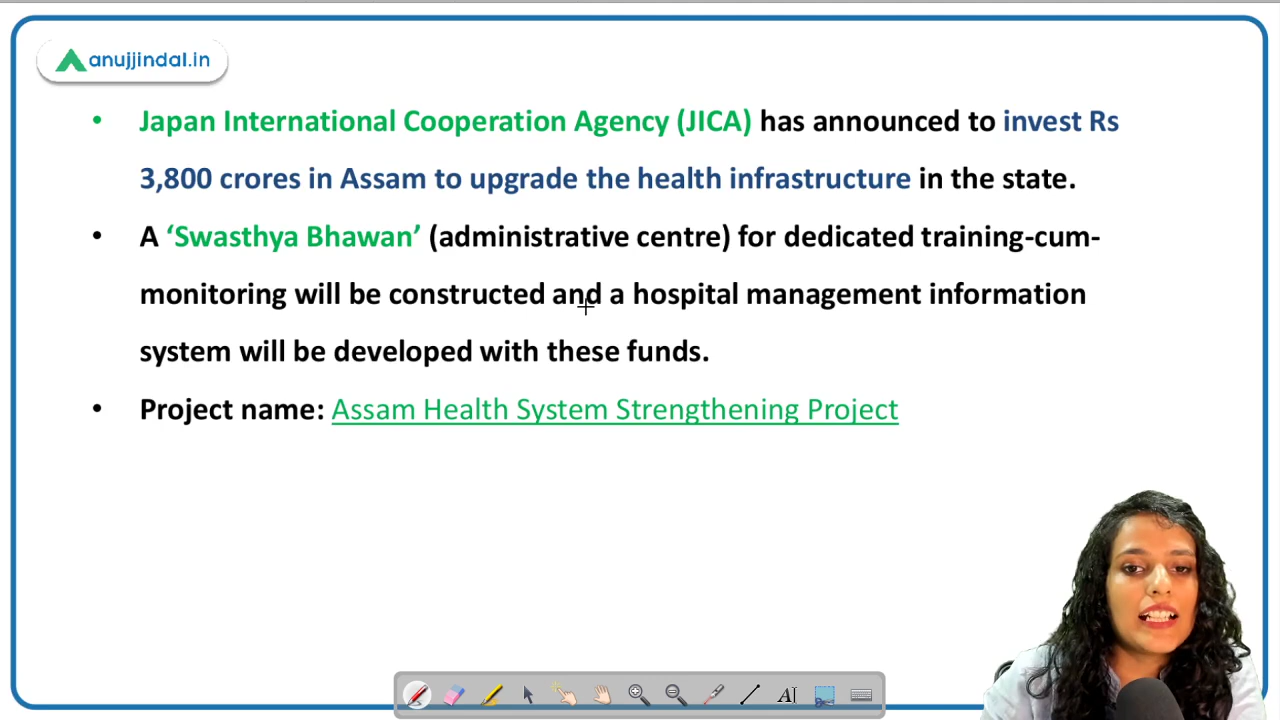 anujjindal.in
• Japan International Cooperation Agency (JICA) has announced to invest Rs
3,800 crores in Assam to upgrade the health infrastructure in the state.
• A ‘Swasthya Bhawan’ (administrative centre) for dedicated training-cum-
monitoring will be constructed and a hospital management information
system will be developed with these funds.
• Project name: Assam Health System Strengthening Project
A